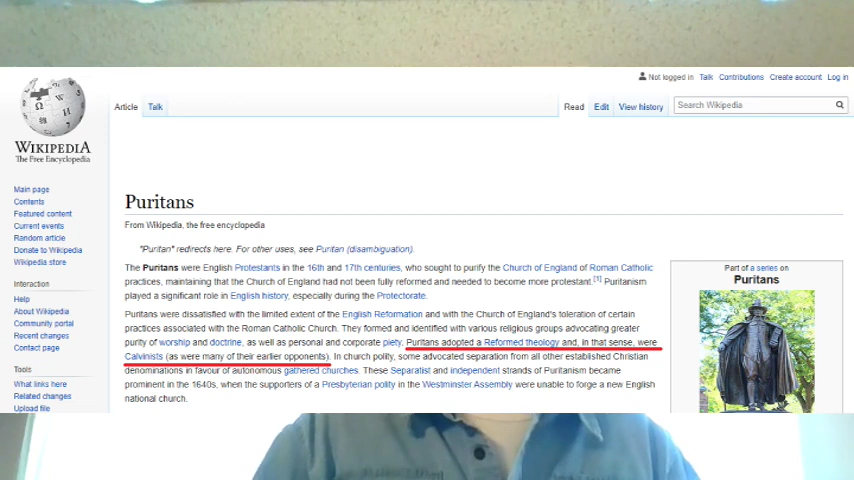 Not logged in Talk Contributions Create account Log in
Article Talk Read Edit View history Search Wikipedia
WIKIPEDIA
The Free Encyclopedia
Main page
Contents
Featured content
Current events
Random article
Donate to Wikipedia
Wikipedia store
Interaction
Help
About Wikipedia
Community portal
Recent changes
Contact page
Tools
What links here
Related changes
Upload file
Puritans
From Wikipedia, the free encyclopedia
"Puritan" redirects here. For other uses, see Puritan (disambiguation).
The Puritans were English Protestants in the 16th and 17th centuries, who sought to purify the Church of England of Roman Catholic
practices, maintaining that the Church of England had not been fully reformed and needed to become more protestant.[1] Puritanism
played a significant role in English history, especially during the Protectorate.
Puritans were dissatisfied with the limited extent of the English Reformation and with the Church of England's toleration of certain
practices associated with the Roman Catholic Church. They formed and identified with various religious groups advocating greater
purity of worship and doctrine, as well as personal and corporate piety. Puritans adopted a Reformed theology and, in that sense, were
Calvinists (as were many of their earlier opponents). In church polity, some advocated separation from all other established Christian
denominations in favour of autonomous gathered churches. These Separatist and independent strands of Puritanism became
prominent in the 1640s, when the supporters of a Presbyterian polity in the Westminster Assembly were unable to forge a new English
national church.
Part of a series on
Puritans